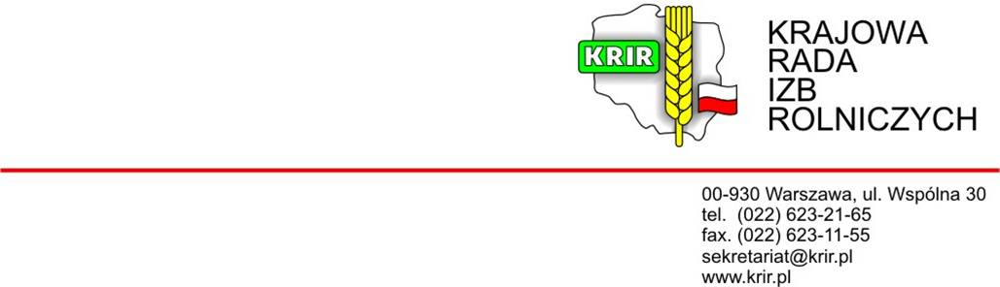 KRIR
KRAJOWA
RADA
IZB
ROLNICZYCH
00-930 Warszawa, ul. Wspólna 30
tel.  (022) 623-21-65
fax. (022) 623-11-55
sekretariat@krir.pl
www.krir.pl